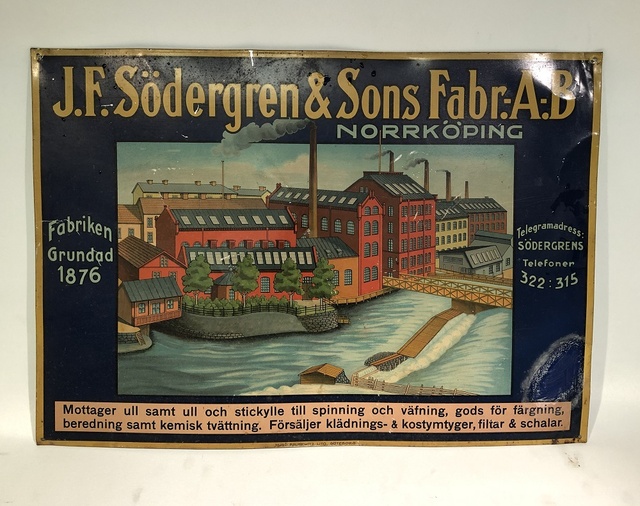 J.F. Södergren & Sons Fabr.-A-B
NORRKÖPING
Fabriken
Grundad
1876
Telegramadress:
SÖDERGRENS
Telefoner
322 : 315
Mottager ull samt ull och stickylle till spinning och väfning, gods för färgning,
beredning samt kemisk tvättning. Försäljer klädnings- & kostymtyger, filtar & schalar.